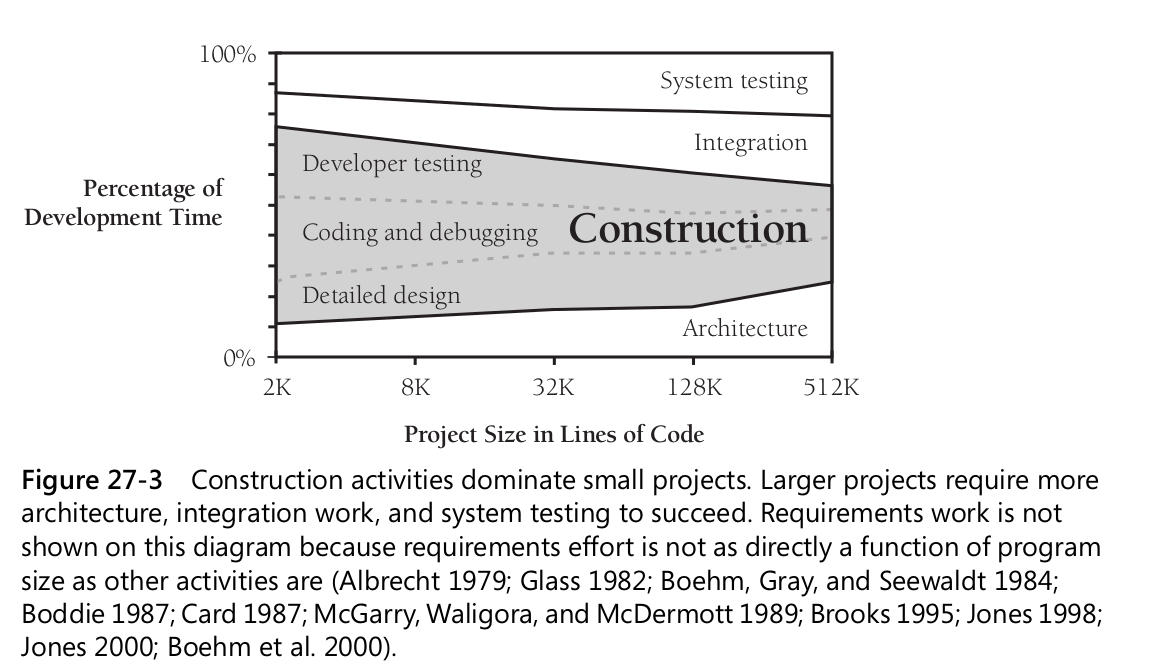 100%
System testing
Integration
Developer testing
Percentage of
Development Time
Coding and debugging
Construction
Detailed design
Architecture
0%
2K 8K 32K 128K 512K
Project Size in Lines of Code
Figure 27-3 Construction activities dominate small projects. Larger projects require more
architecture, integration work, and system testing to succeed. Requirements work is not
shown on this diagram because requirements effort is not as directly a function of program
size as other activities are (Albrecht 1979; Glass 1982; Boehm, Gray, and Seewaldt 1984;
Boddie 1987; Card 1987; McGarry, Waligora, and McDermott 1989; Brooks 1995; Jones 1998;
Jones 2000; Boehm et al. 2000).